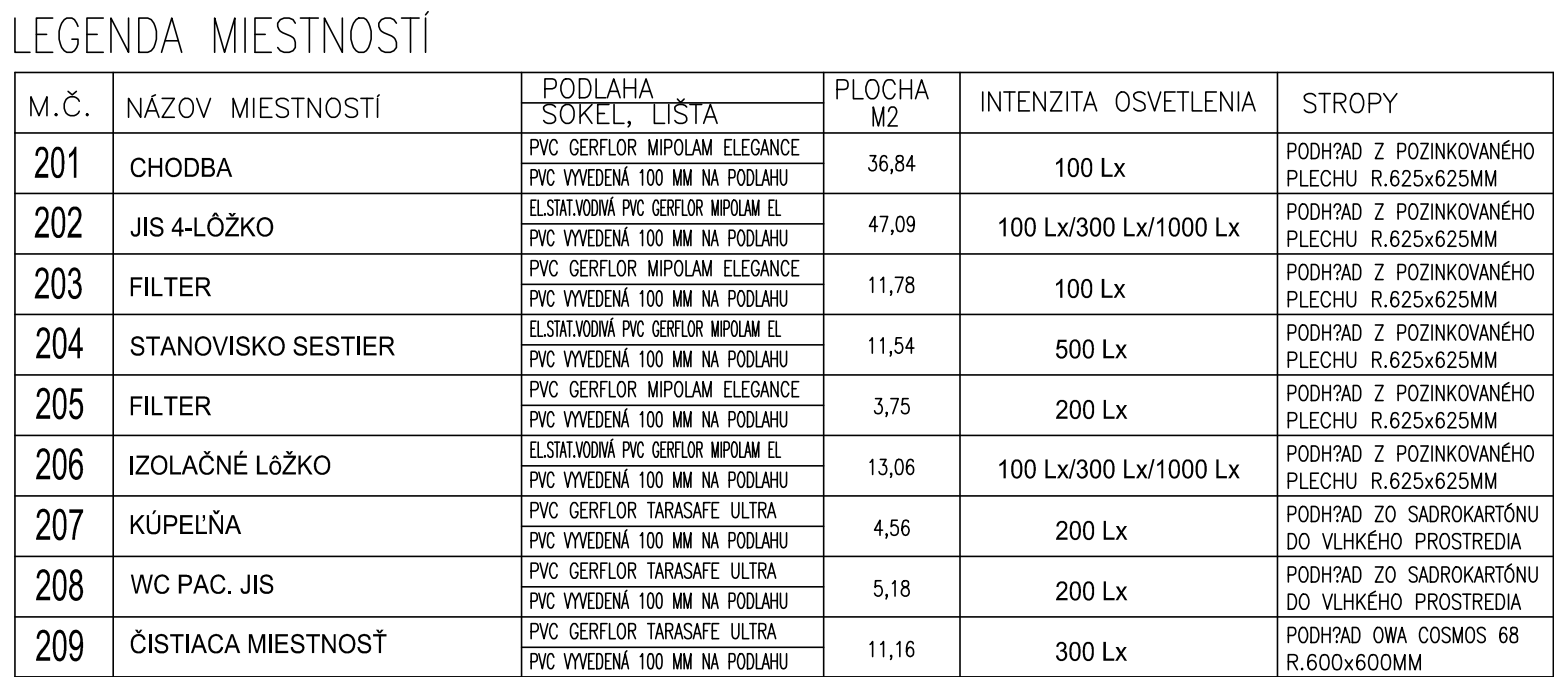 LEGENDA MIESTNOSTÍ
M.Č. NÁZOV MIESTNOSTÍ PODLAHA SOKEL, LIŠTA PLOCHA M2 INTENZITA OSVETLENIA STROPY
201 CHODBA PVC GERFLOR MIPOLAM ELEGANCE 36,84 100 Lx PODH?AD Z POZINKOVANÉHO
PVC VYVEDENÁ 100 MM NA PODLAHU PLECHU R.625x625MM
202 JIS 4-LÔŽKO EL.STAT.VODIVÁ PVC GERFLOR MIPOLAM EL 47,09 100 Lx/300 Lx/1000 Lx PODH?AD Z POZINKOVANÉHO
PVC VYVEDENÁ 100 MM NA PODLAHU PLECHU R.625x625MM
203 FILTER PVC GERFLOR MIPOLAM ELEGANCE 11,78 100 Lx PODH?AD Z POZINKOVANÉHO
PVC VYVEDENÁ 100 MM NA PODLAHU PLECHU R.625x625MM
204 STANOVISKO SESTIER EL.STAT.VODIVÁ PVC GERFLOR MIPOLAM EL 11,54 500 Lx PODH?AD Z POZINKOVANÉHO
PVC VYVEDENÁ 100 MM NA PODLAHU PLECHU R.625x625MM
205 FILTER PVC GERFLOR MIPOLAM ELEGANCE 3,75 200 Lx PODH?AD Z POZINKOVANÉHO
PVC VYVEDENÁ 100 MM NA PODLAHU PLECHU R.625x625MM
206 IZOLAČNÉ LôŽKO EL.STAT.VODIVÁ PVC GERFLOR MIPOLAM EL 13,06 100 Lx/300 Lx/1000 Lx PODH?AD Z POZINKOVANÉHO
PVC VYVEDENÁ 100 MM NA PODLAHU PLECHU R.625x625MM
207 KÚPEĽŇA PVC GERFLOR TARASAFE ULTRA 4,56 200 Lx PODH?AD ZO SADROKARTÓNU
PVC VYVEDENÁ 100 MM NA PODLAHU DO VLHKÉHO PROSTREDIA
208 WC PAC. JIS PVC GERFLOR TARASAFE ULTRA 5,18 200 Lx PODH?AD ZO SADROKARTÓNU
PVC VYVEDENÁ 100 MM NA PODLAHU DO VLHKÉHO PROSTREDIA
209 ČISTIACA MIESTNOSŤ PVC GERFLOR TARASAFE ULTRA 11,16 300 Lx PODH?AD OWA COSMOS 68
PVC VYVEDENÁ 100 MM NA PODLAHU R.600x600MM